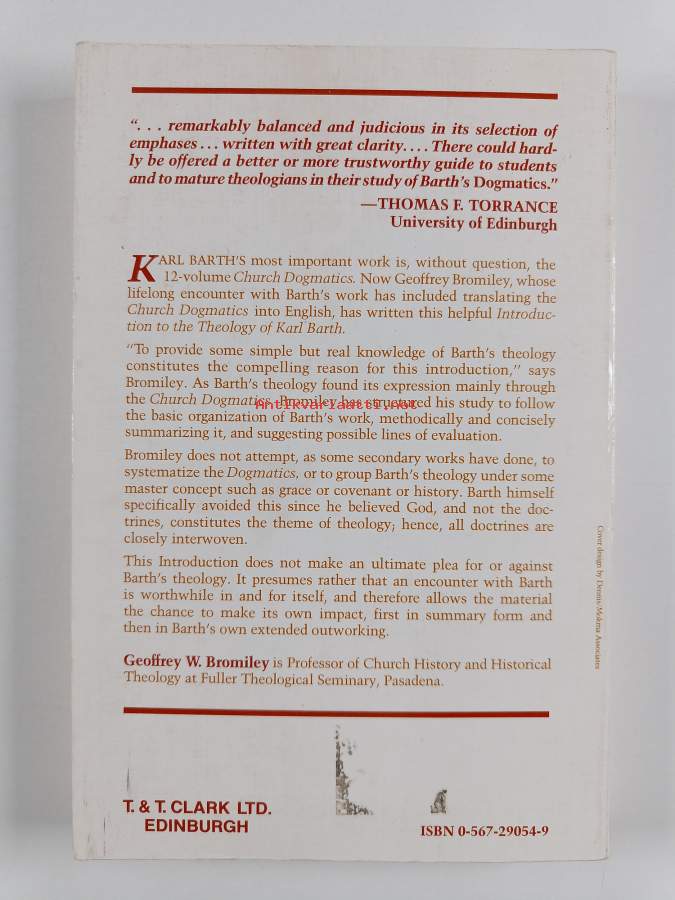 “. . . remarkably balanced and judicious in its selection of
emphases . . . written with great clarity. . . . There could hard-
ly be offered a better or more trustworthy guide to students
and to mature theologians in their study of Barth's Dogmatics.”
—THOMAS F. TORRANCE
University of Edinburgh
KARL BARTH'S most important work is, without question, the
12-volume Church Dogmatics. Now Geoffrey Bromiley, whose
lifelong encounter with Barth's work has included translating the
Church Dogmatics into English, has written this helpful Introduc-
tion to the Theology of Karl Barth.
“To provide some simple but real knowledge of Barth's theology
constitutes the compelling reason for this introduction,” says
Bromiley. As Barth's theology found its expression mainly through
the Church Dogmatics, Bromiley has structured his study to follow
Antikvariaatti.net
the basic organization of Barth's work, methodically and concisely
summarizing it, and suggesting possible lines of evaluation.
Bromiley does not attempt, as some secondary works have done, to
systematize the Dogmatics, or to group Barth's theology under some
master concept such as grace or covenant or history. Barth himself
specifically avoided this since he believed God, and not the doc-
trines, constitutes the theme of theology; hence, all doctrines are
closely interwoven.
This Introduction does not make an ultimate plea for or against
Barth's theology. It presumes rather that an encounter with Barth
is worthwhile in and for itself, and therefore allows the material
the chance to make its own impact, first in summary form and
then in Barth's own extended outworking.
Geoffrey W. Bromiley is Professor of Church History and Historical
Theology at Fuller Theological Seminary, Pasadena.
Cover design by Dennis Associates
T. & T. CLARK LTD.
EDINBURGH
ISBN 0-567-29054-9